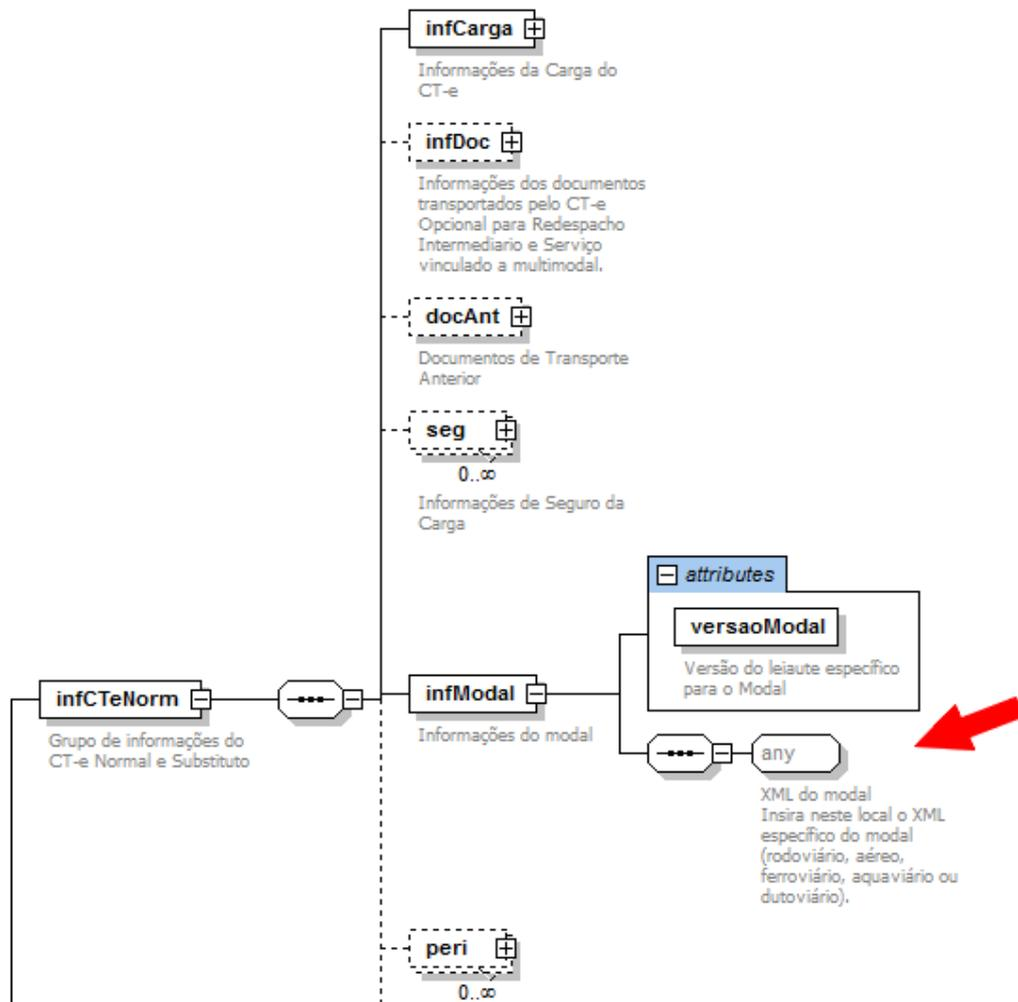 infCarga
Informações da Carga do
CT-e
infDoc
Informações dos documentos
transportados pelo CT-e
Opcional para Redespacho
Intermediario e Serviço
vinculado a multimodal.
docAnt
Documentos de Transporte
Anterior
seg
0..∞
Informações de Seguro da
Carga
attributes
versaoModal
Versão do leiaute específico
para o Modal
infCTeNorm
Grupo de informações do
CT-e Normal e Substituto
infModal
Informações do modal
any
XML do modal
Insira neste local o XML
específico do modal
(rodoviário, aéreo,
ferroviário, aquaviário ou
dutoviário).
peri
0..∞